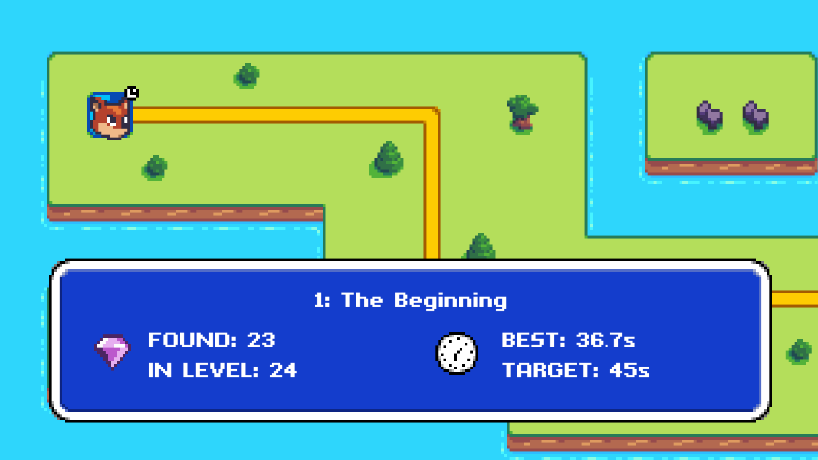 1: The Beginning
FOUND: 23
IN LEVEL: 24
BEST: 36.7s
TARGET: 45s